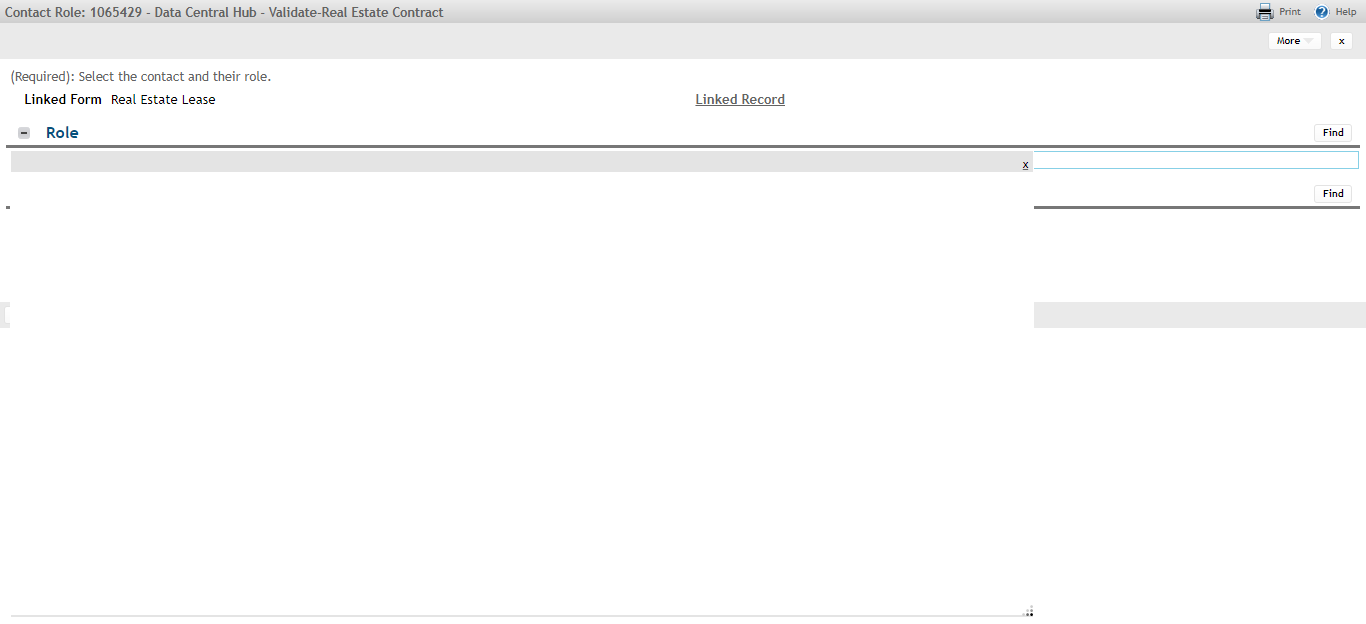 Contact Role: 1065429 - Data Central Hub - Validate-Real Estate Contract
Print
Help
More
x
(Required): Select the contact and their role.
Linked Form Real Estate Lease
Linked Record
Role
Find
x
Find